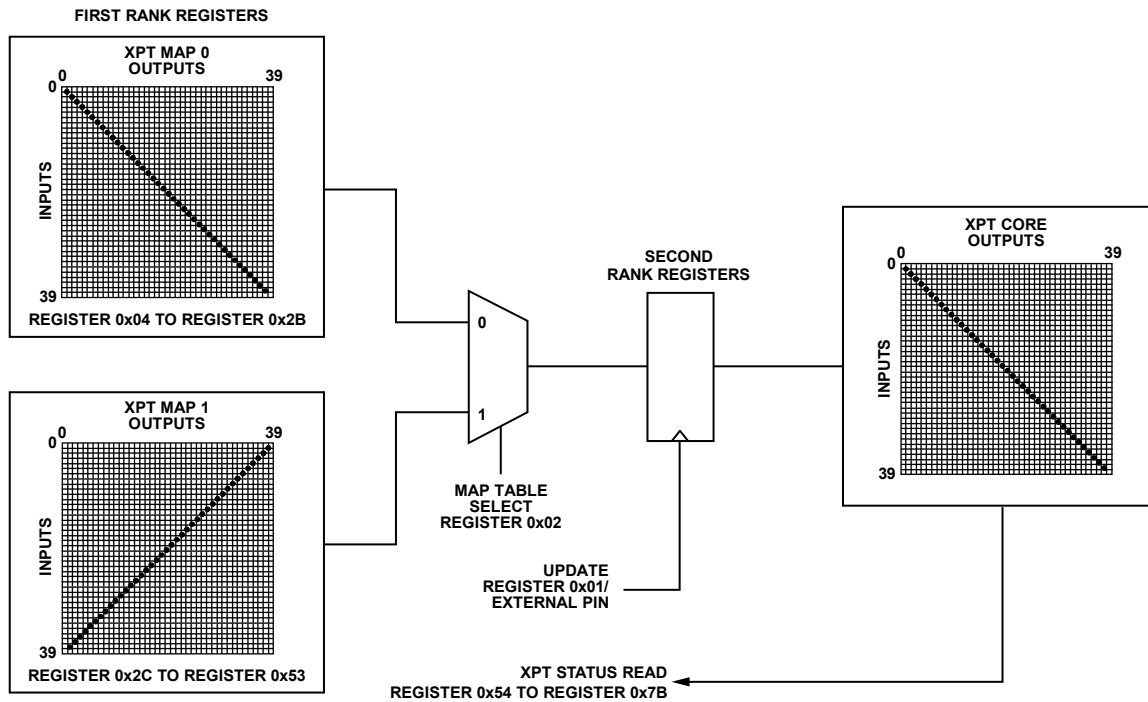 FIRST RANK REGISTERS
XPT MAP 0
OUTPUTS
0 39
0
INPUTS
39
REGISTER 0x04 TO REGISTER 0x2B
XPT MAP 1
OUTPUTS
0 39
0
INPUTS
39
REGISTER 0x2C TO REGISTER 0x53
0
1
MAP TABLE
SELECT
REGISTER 0x02
SECOND
RANK REGISTERS
UPDATE
REGISTER 0x01/
EXTERNAL PIN
XPT CORE
OUTPUTS
0 39
0
INPUTS
39
XPT STATUS READ
REGISTER 0x54 TO REGISTER 0x7B